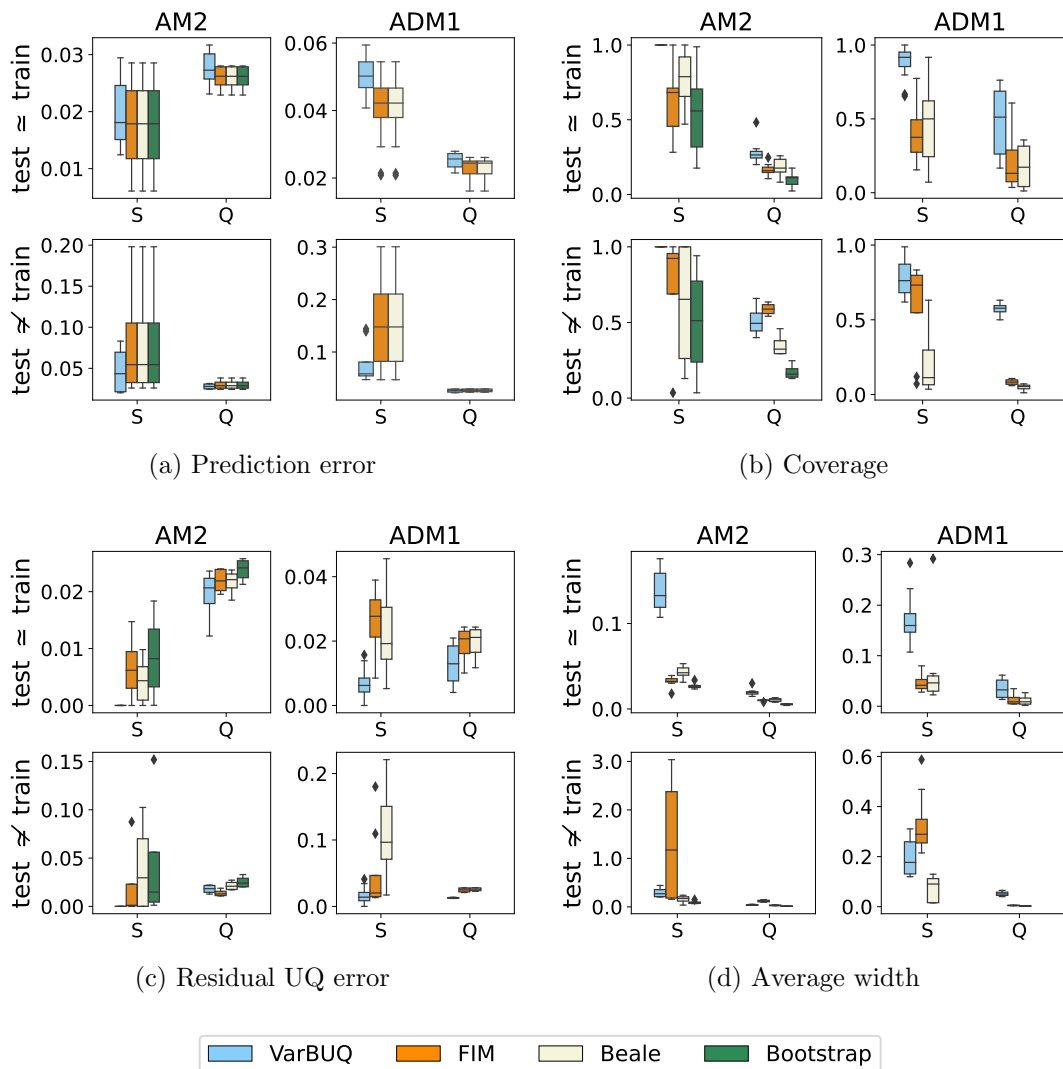 AM2
ADM1
test ≃ train
0.03
0.02
0.01
S
Q
0.06
0.04
0.02
S
Q
test ≄ train
0.20
0.15
0.10
0.05
S
Q
0.3
0.2
0.1
S
Q
(a) Prediction error
AM2
ADM1
test ≃ train
1.0
0.5
0.0
S
Q
1.0
0.5
0.0
S
Q
test ≄ train
1.0
0.5
0.0
S
Q
1.0
0.5
0.0
S
Q
(b) Coverage
AM2
ADM1
test ≃ train
0.02
0.01
0.00
S
Q
0.04
0.02
0.00
S
Q
test ≄ train
0.15
0.10
0.05
0.00
S
Q
0.2
0.1
0.0
S
Q
(c) Residual UQ error
AM2
ADM1
test ≃ train
0.1
0.0
S
Q
0.3
0.2
0.1
0.0
S
Q
test ≄ train
3.0
2.0
1.0
0.0
S
Q
0.6
0.4
0.2
0.0
S
Q
(d) Average width
VarBUQ FIM Beale Bootstrap